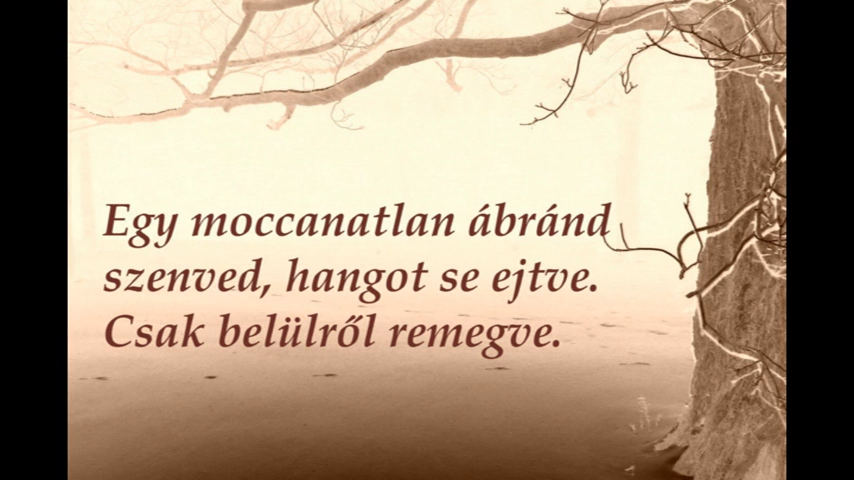 Egy moccanatlan ábránd
szenved, hangot se ejtve.
Csak belülről remegve.